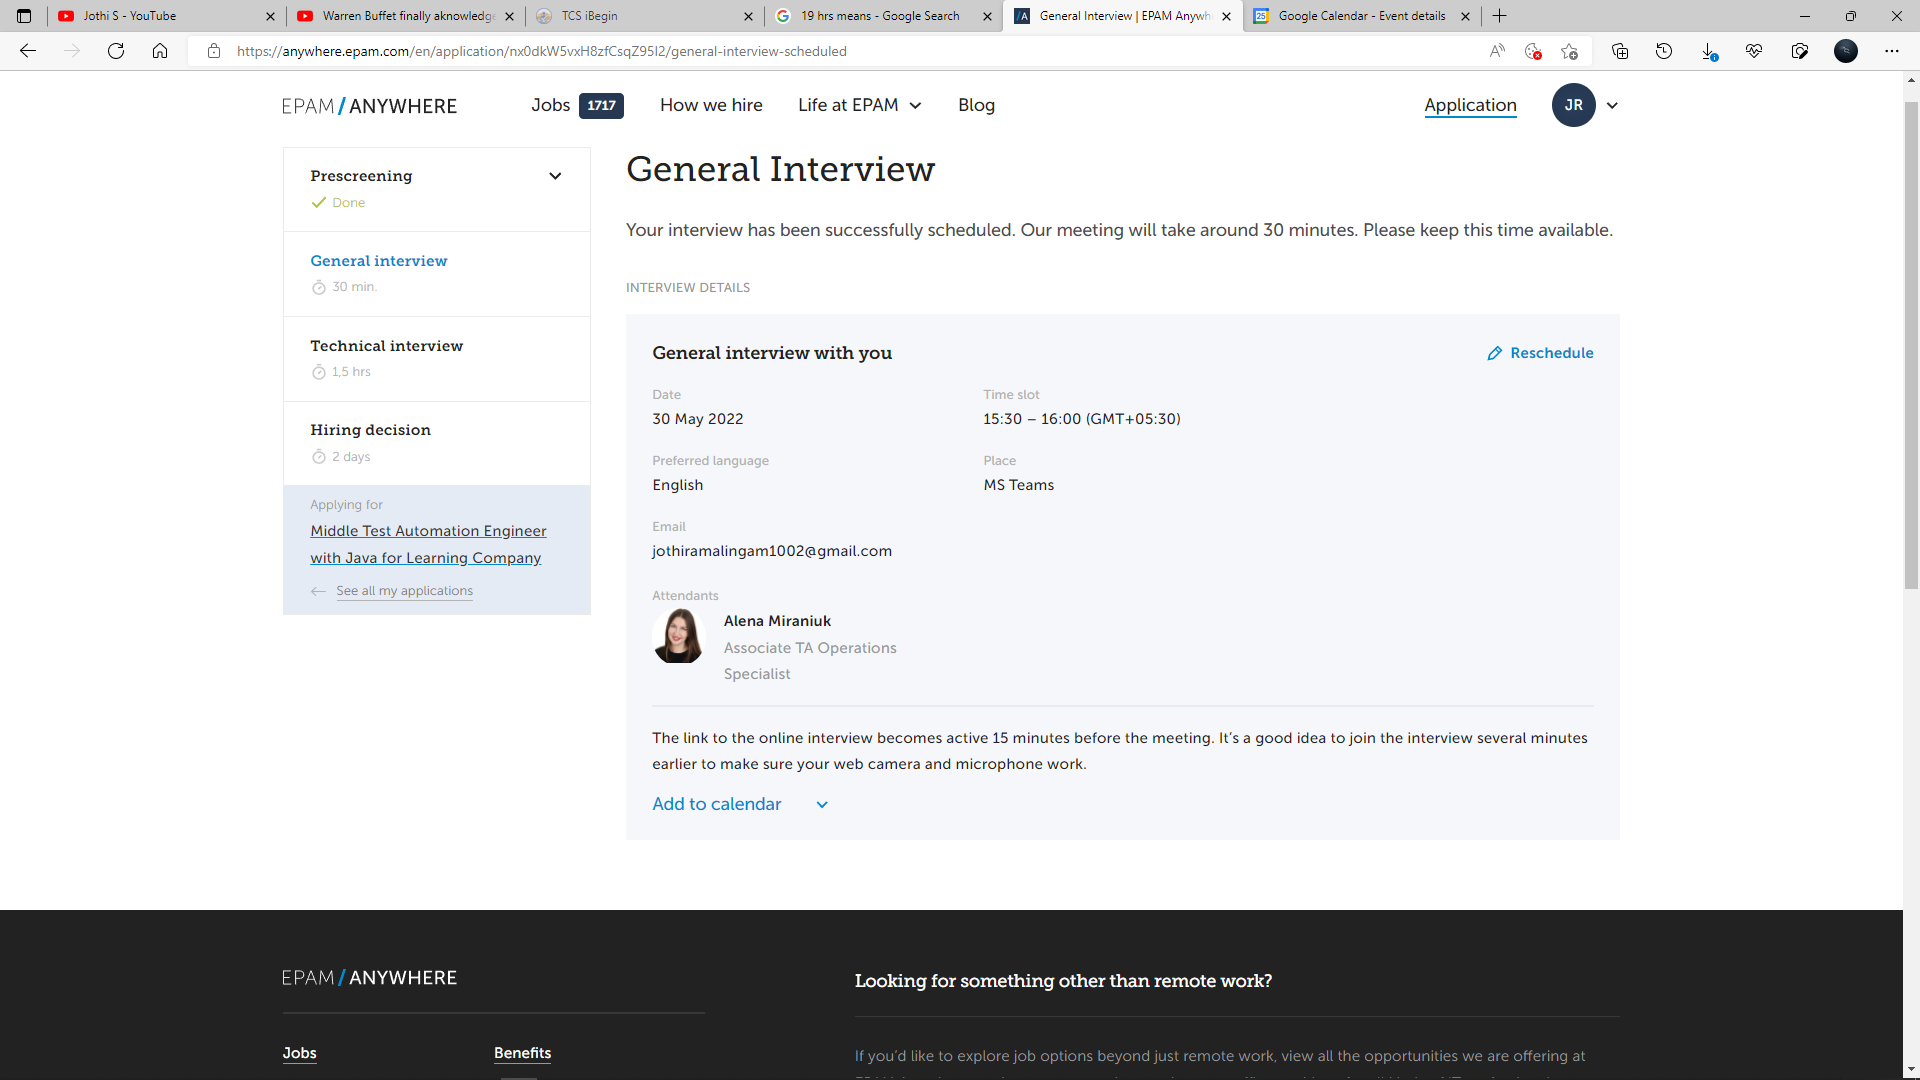 Jothi S - YouTube
Warren Buffet finally aknowledge
TCS iBegin
19 hrs means - Google Search
General Interview | EPAM Anywh
Google Calendar - Event details
https://anywhere.epam.com/en/application/nx0dkW5vxH8zfCsqZ95I2/general-interview-scheduled
EPAM/ANYWHERE
Jobs 1717
How we hire
Life at EPAM
Blog
Application
JR
Prescreening
Done
General interview
30 min.
Technical interview
1,5 hrs
Hiring decision
2 days
Applying for
Middle Test Automation Engineer
with Java for Learning Company
See all my applications
General Interview
Your interview has been successfully scheduled. Our meeting will take around 30 minutes. Please keep this time available.
INTERVIEW DETAILS
General interview with you
Reschedule
Date
30 May 2022
Time slot
15:30 – 16:00 (GMT+05:30)
Preferred language
English
Place
MS Teams
Email
jothiramalingam1002@gmail.com
Attendants
Alena Miraniuk
Associate TA Operations
Specialist
The link to the online interview becomes active 15 minutes before the meeting. It's a good idea to join the interview several minutes
earlier to make sure your web camera and microphone work.
Add to calendar
EPAM/ANYWHERE
Jobs
Benefits
Looking for something other than remote work?
If you'd like to explore job options beyond just remote work, view all the opportunities we are offering at